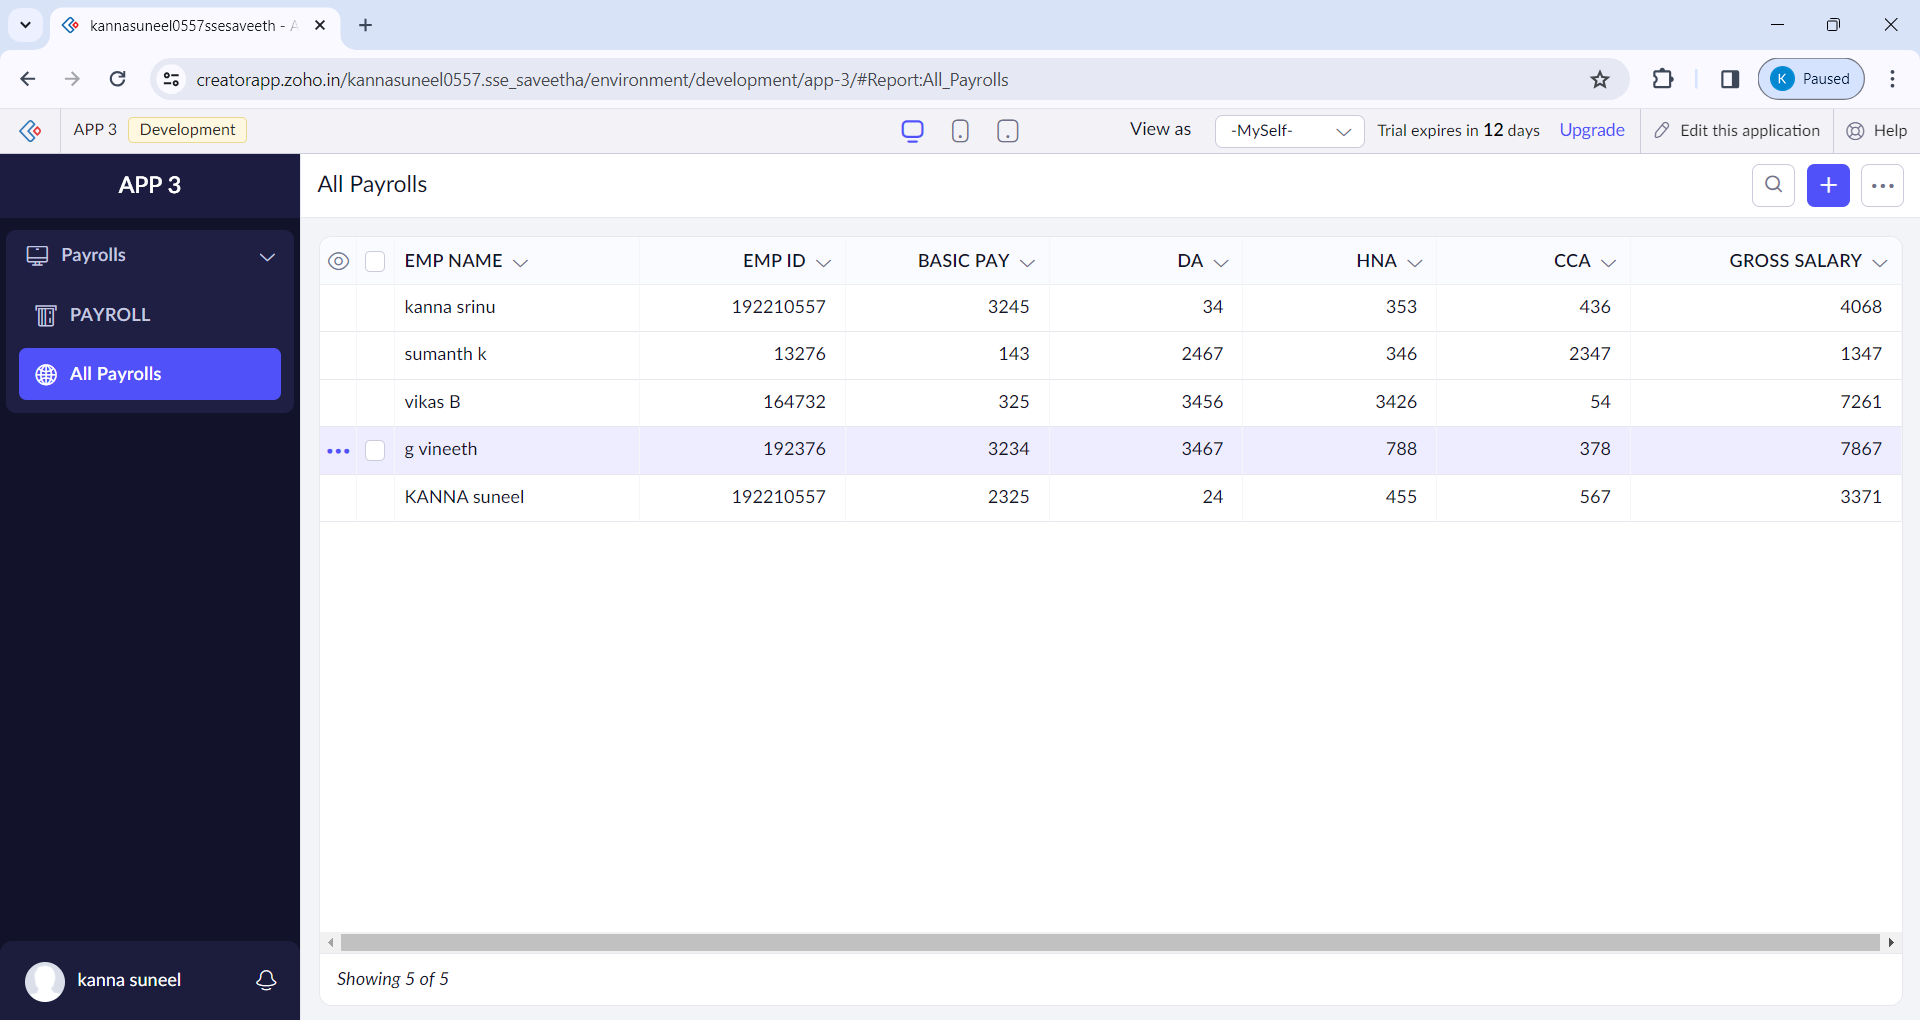 kannasuneel0557ssesaveeth - A
creatorapp.zoho.in/kannasuneel0557.sse_saveetha/environment/development/app-3/#Report:All_Payrolls
K Paused
APP 3 Development View as -MySelf- Trial expires in 12 days Upgrade Edit this application Help
APP 3
All Payrolls
Payrolls
PAYROLL
All Payrolls
EMP NAME EMP ID BASIC PAY DA HNA CCA GROSS SALARY
kanna srinu 192210557 3245 34 353 436 4068
sumanth k 13276 143 2467 346 2347 1347
vikas B 164732 325 3456 3426 54 7261
g vineeth 192376 3234 3467 788 378 7867
KANNA suneel 192210557 2325 24 455 567 3371
Showing 5 of 5
kanna suneel